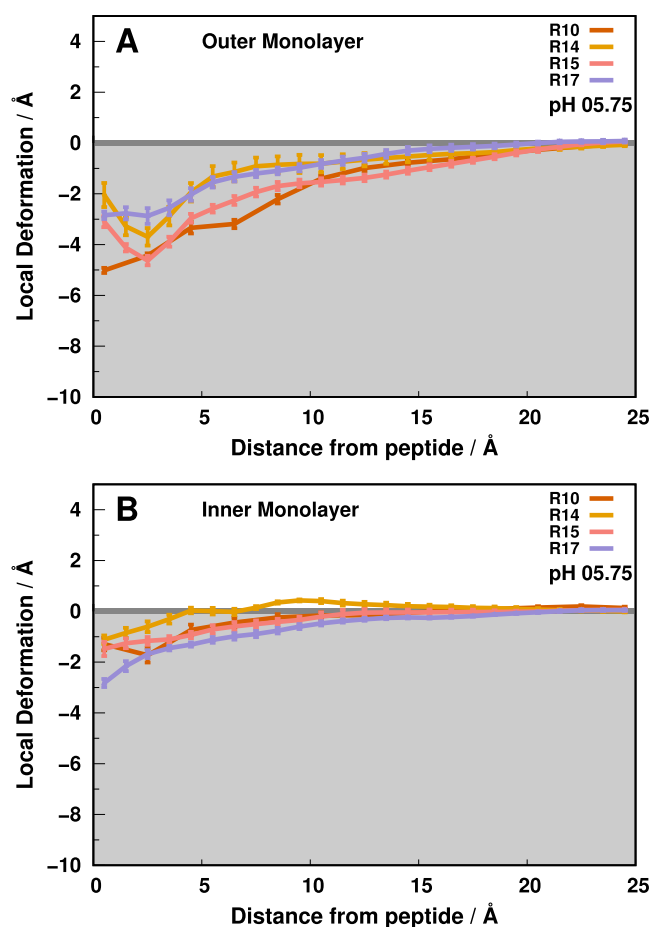 A
Outer Monolayer
R10
R14
R15
R17
pH 05.75
4
2
0
−2
−4
−6
−8
−10
Local Deformation / Å
0 5 10 15 20 25
Distance from peptide / Å
B
Inner Monolayer
R10
R14
R15
R17
pH 05.75
4
2
0
−2
−4
−6
−8
−10
Local Deformation / Å
0 5 10 15 20 25
Distance from peptide / Å